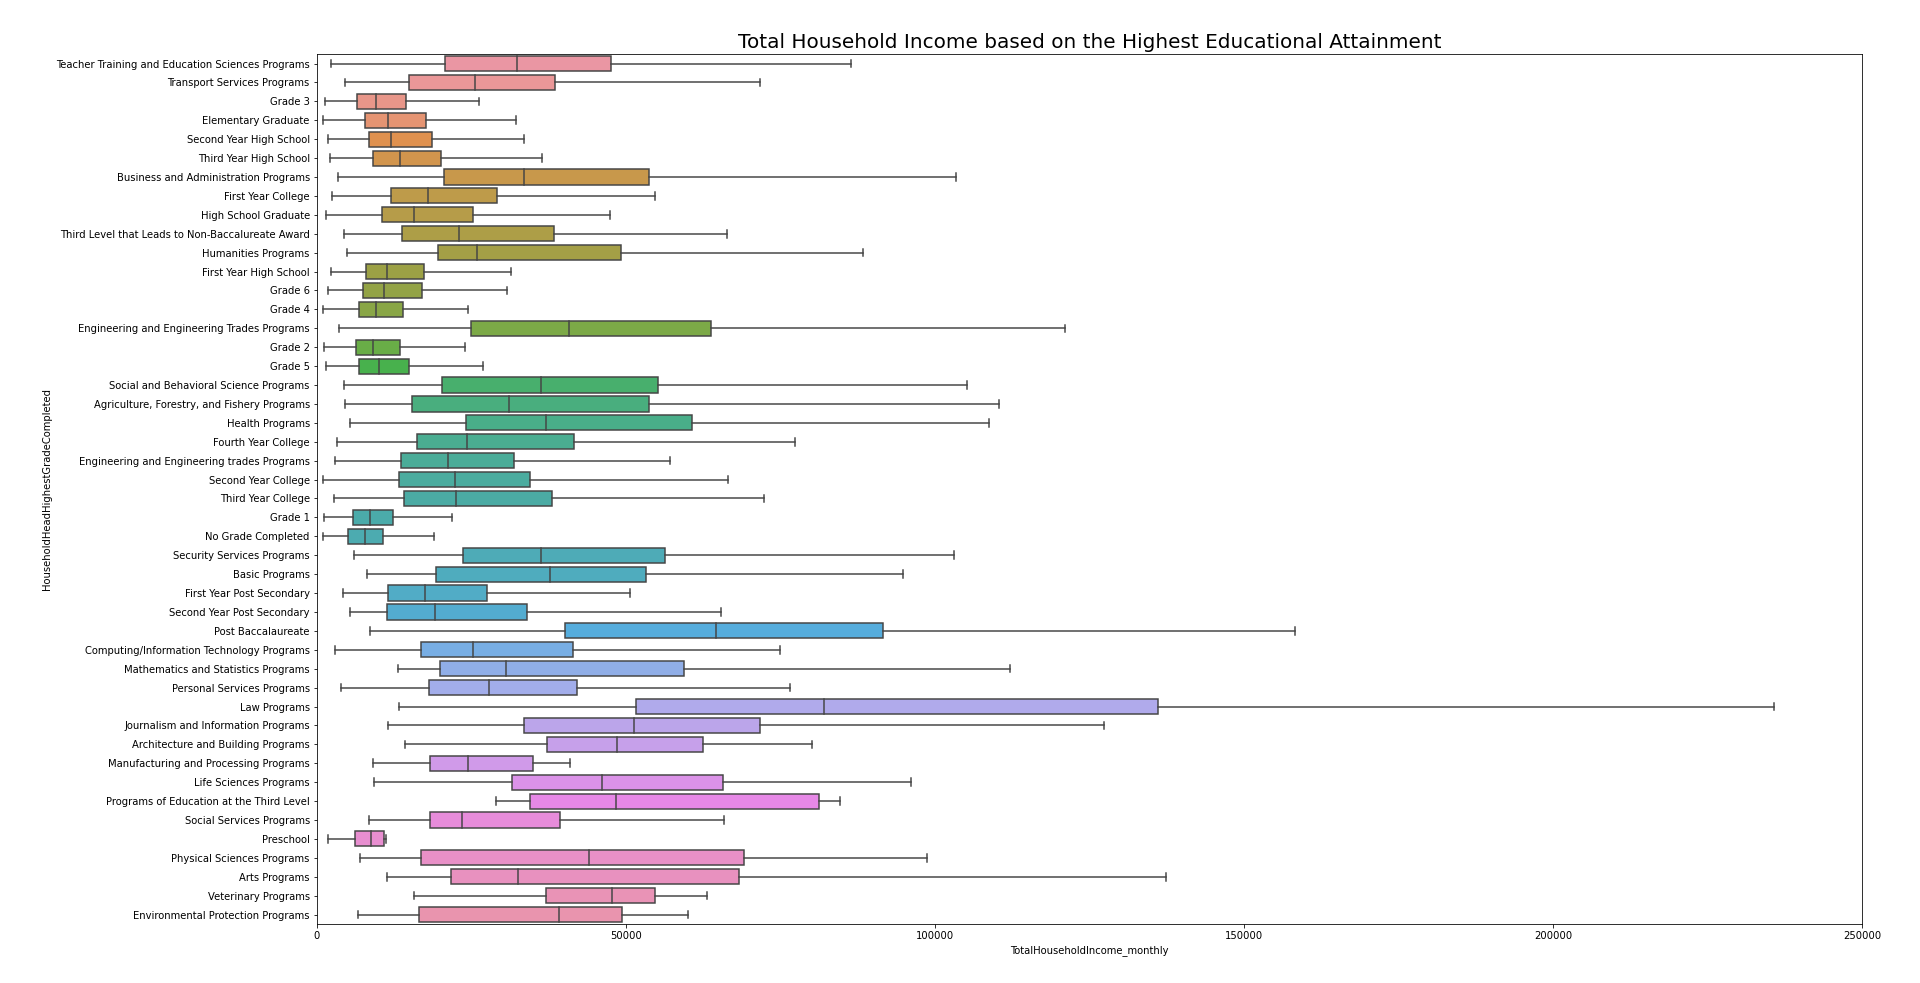 Total Household Income based on the Highest Educational Attainment
HouseholdHeadHighestGradeCompleted
Teacher Training and Education Sciences Programs
Transport Services Programs
Grade 3
Elementary Graduate
Second Year High School
Third Year High School
Business and Administration Programs
First Year College
High School Graduate
Third Level that Leads to Non-Baccalureate Award
Humanities Programs
First Year High School
Grade 6
Grade 4
Engineering and Engineering Trades Programs
Grade 2
Grade 5
Social and Behavioral Science Programs
Agriculture, Forestry, and Fishery Programs
Health Programs
Fourth Year College
Engineering and Engineering trades Programs
Second Year College
Third Year College
Grade 1
No Grade Completed
Security Services Programs
Basic Programs
First Year Post Secondary
Second Year Post Secondary
Post Baccalaureate
Computing/Information Technology Programs
Mathematics and Statistics Programs
Personal Services Programs
Law Programs
Journalism and Information Programs
Architecture and Building Programs
Manufacturing and Processing Programs
Life Sciences Programs
Programs of Education at the Third Level
Social Services Programs
Preschool
Physical Sciences Programs
Arts Programs
Veterinary Programs
Environmental Protection Programs
0 50000 100000 150000 200000 250000
TotalHouseholdIncome_monthly